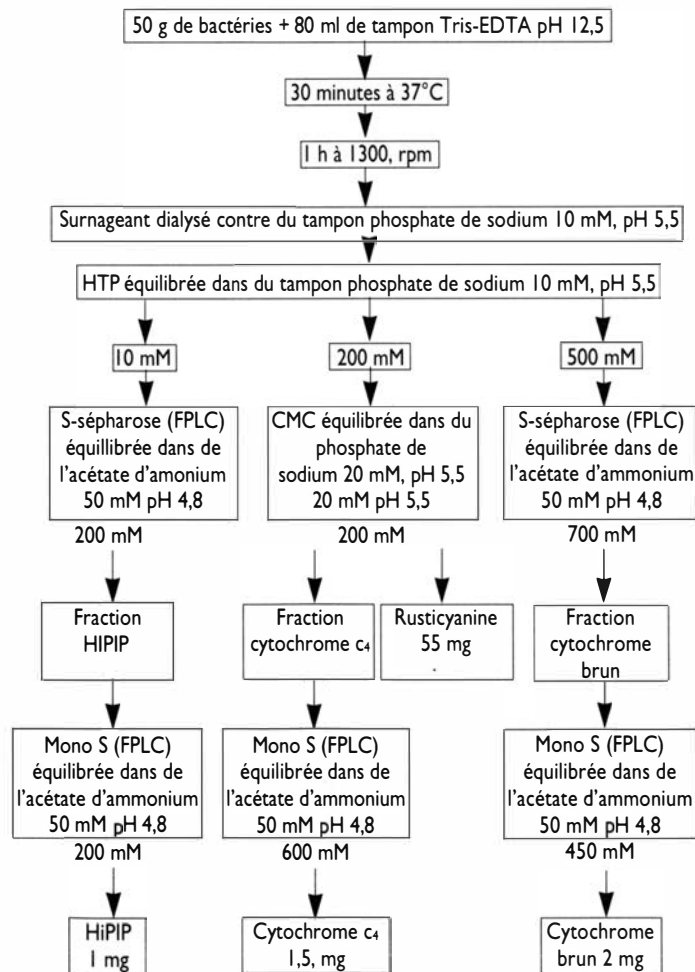 50 g de bactéries + 80 ml de tampon Tris-EDTA pH 12,5
30 minutes à 37°C
1 h à 1300, rpm
Surnageant dialysé contre du tampon phosphate de sodium 10 mM, pH 5,5
HTP équilibrée dans du tampon phosphate de sodium 10 mM, pH 5,5
10 mM
200 mM
500 mM
S-sépharose (FPLC)
équillibrée dans de
l'acétate d'amonium
50 mM pH 4,8
200 mM
CMC équilibrée dans du
phosphate de
sodium 20 mM, pH 5,5
20 mM pH 5,5
200 mM
S-sépharose (FPLC)
équilibrée dans de
l'acétate d'ammonium
50 mM pH 4,8
700 mM
Fraction
HIPIP
Fraction
cytochrome c₄
Rusticyanine
55 mg
Fraction
cytochrome
brun
Mono S (FPLC)
équilibrée dans de
l'acétate d'ammonium
50 mM pH 4,8
200 mM
Mono S (FPLC)
équilibrée dans de
l'acétate d'ammonium
50 mM pH 4,8
600 mM
Mono S (FPLC)
équilibrée dans de
l'acétate d'ammonium
50 mM pH 4,8
450 mM
HiPIP
1 mg
Cytochrome c₄
1,5, mg
Cytochrome
brun 2 mg